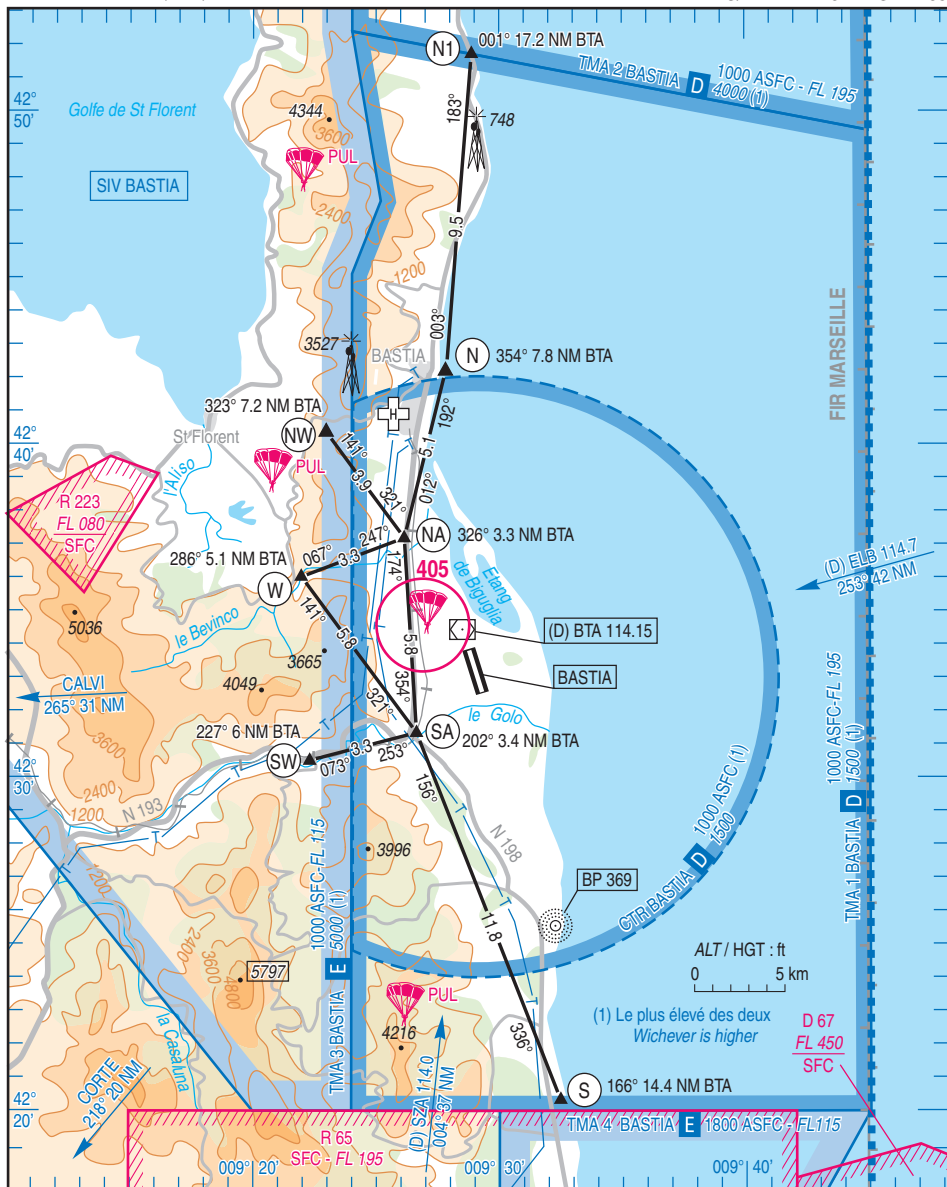 N1
001° 17.2 NM BTA
TMA 2 BASTIA D 1000 ASFC - FL 195
4000 (1)
42°
50'
Golfe de St Florent
4344
3600
PUL
183°
748
SIV BASTIA
2400
9.5
1200
003°
FIR MARSEILLE
3527
BASTIA
N
354° 7.8 NM BTA
H
323° 7.2 NM BTA
192°
NW
St Florent
42°
40'
141°
5.1
l'Aliso
PUL
3.9
012°
R 223
FL 080
SFC
321°
247°
NA
326° 3.3 NM BTA
286° 5.1 NM BTA
067°
3.3
174°
405
(D) ELB 114.7
253° 42 NM
W
Etang
de Biguglia
141°
5036
le Bevinco
5.8
5.8
(D) BTA 114.15
3665
BASTIA
CALVI
265° 31 NM
4049
354°
321°
le Golo
3600
227° 6 NM BTA
SA
202° 3.4 NM BTA
SW
073°
3.3
253°
42°
30'
2400
1200
N 193
156°
1000 ASFC (1)
1500
CTR BASTIA D
TMA 1 BASTIA D 1000 ASFC-FL 195
1500 (1)
N 198
3996
1200
BP 369
11.8
TMA 3 BASTIA E 1000 ASFC-FL 115
5000 (1)
2400
3600
4800
5797
ALT / HGT : ft
0 5 km
PUL
la Casaluna
4216
(1) Le plus élevé des deux
Wichever is higher
D 67
FL 450
SFC
336°
CORTE
218° 20 NM
(D) SZA 114.0
004° 37 NM
S
166° 14.4 NM BTA
42°
20'
TMA 4 BASTIA E 1800 ASFC - FL115
R 65
SFC - FL 195
009° 20'
009° 30'
009° 40'